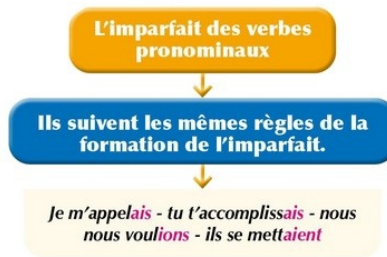 L'imparfait des verbes
pronominaux
Ils suivent les mêmes règles de la
formation de l'imparfait.
Je m'appelais - tu t'accomplissais - nous
nous voulions - ils se mettaient